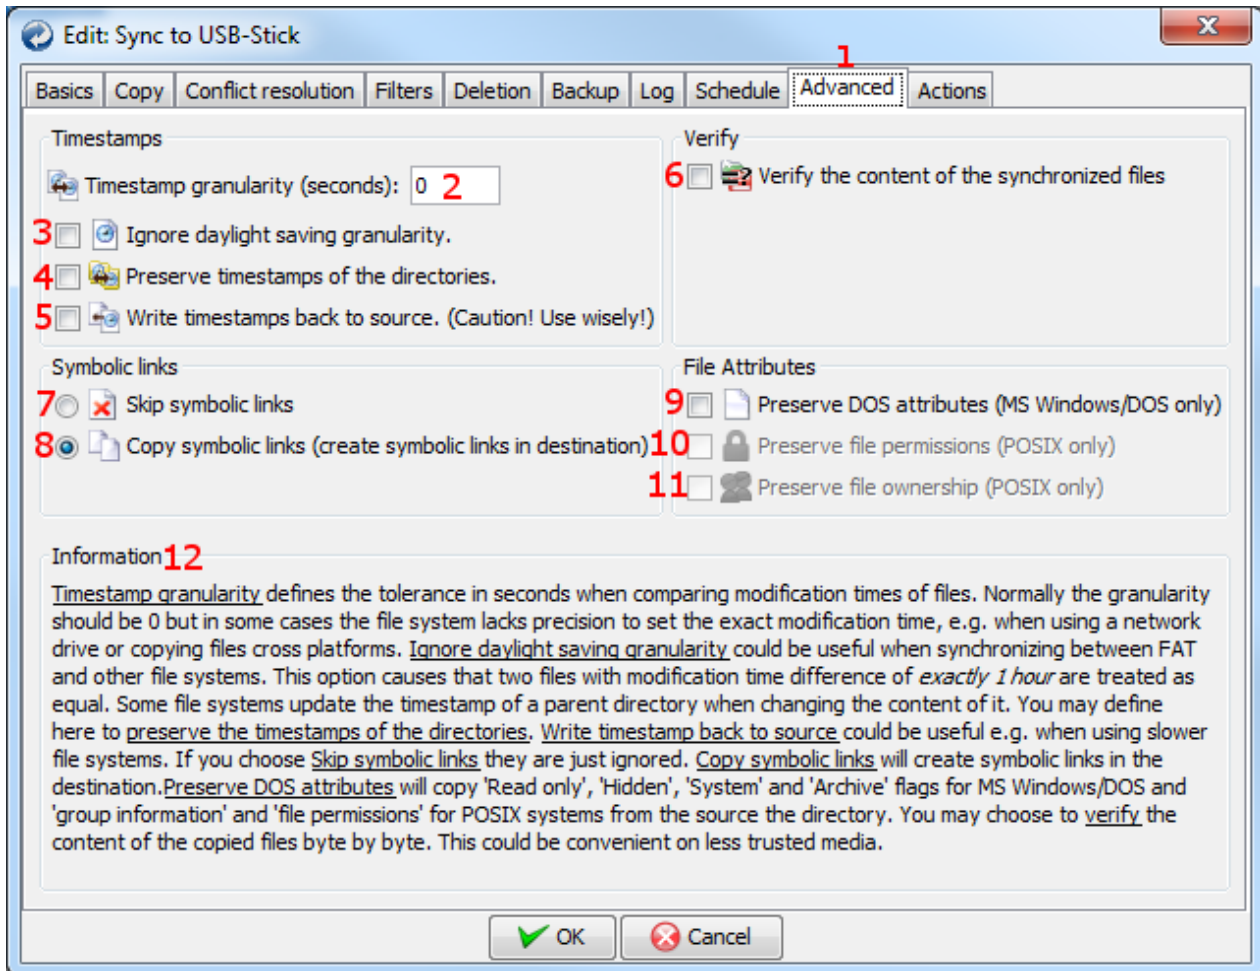 Edit: Sync to USB-Stick
x
1
Basics Copy Conflict resolution Filters Deletion Backup Log Schedule Advanced Actions
Timestamps
Timestamp granularity (seconds): 0 2
3 Ignore daylight saving granularity.
4 Preserve timestamps of the directories.
5 Write timestamps back to source. (Caution! Use wisely!)
Verify
6 =? Verify the content of the synchronized files
Symbolic links
7 Skip symbolic links
8 Copy symbolic links (create symbolic links in destination)
File Attributes
9 Preserve DOS attributes (MS Windows/DOS only)
10 Preserve file permissions (POSIX only)
11 Preserve file ownership (POSIX only)
Information 12
Timestamp granularity defines the tolerance in seconds when comparing modification times of files. Normally the granularity
should be 0 but in some cases the file system lacks precision to set the exact modification time, e.g. when using a network
drive or copying files cross platforms. Ignore daylight saving granularity could be useful when synchronizing between FAT
and other file systems. This option causes that two files with modification time difference of exactly 1 hour are treated as
equal. Some file systems update the timestamp of a parent directory when changing the content of it. You may define
here to preserve the timestamps of the directories. Write timestamp back to source could be useful e.g. when using slower
file systems. If you choose Skip symbolic links they are just ignored. Copy symbolic links will create symbolic links in the
destination.Preserve DOS attributes will copy 'Read only', 'Hidden', 'System' and 'Archive' flags for MS Windows/DOS and
'group information' and 'file permissions' for POSIX systems from the source the directory. You may choose to verify the
content of the copied files byte by byte. This could be convenient on less trusted media.
OK Cancel